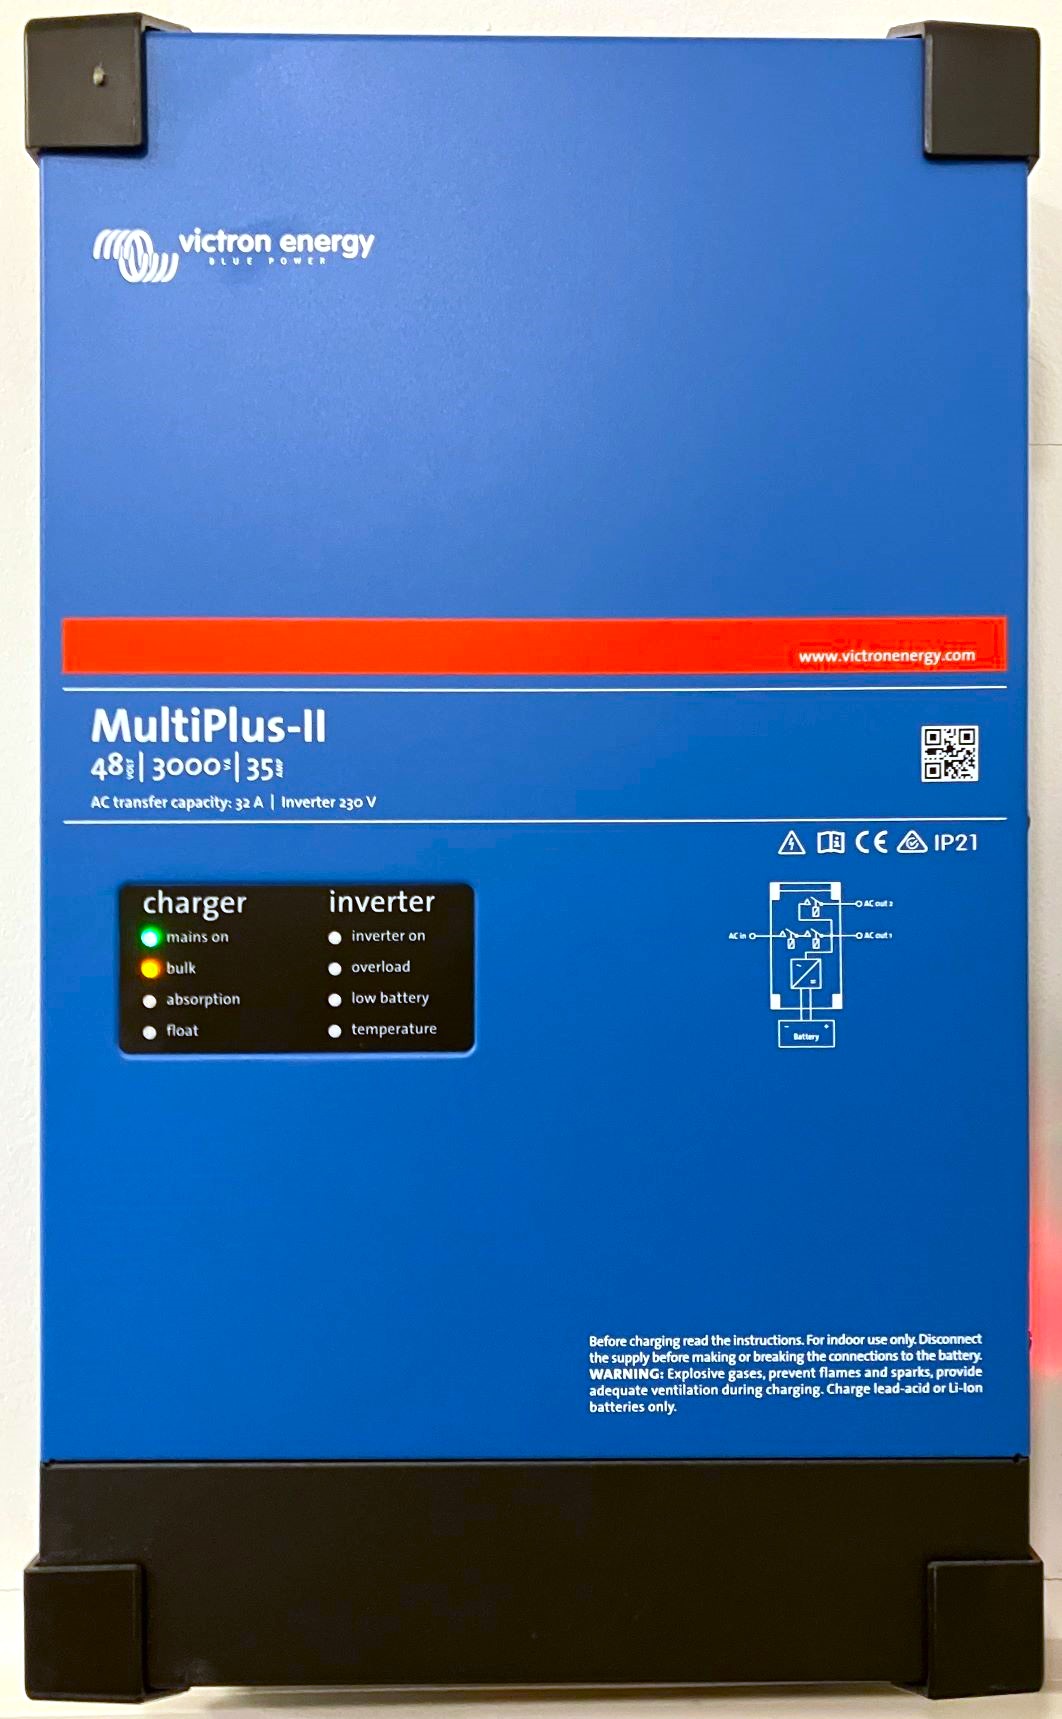 victron energy
BLUE POWER
www.victronenergy.com
MultiPlus-II
48 VOLT | 3000 VA | 35 AMP
AC transfer capacity: 32 A | Inverter 230 V
CE IP21
charger inverter
mains on inverter on
bulk overload
absorption low battery
float temperature
AC out 2
AC in AC out 1
- +
Battery
Before charging read the instructions. For indoor use only. Disconnect
the supply before making or breaking the connections to the battery.
WARNING: Explosive gases, prevent flames and sparks, provide
adequate ventilation during charging. Charge lead-acid or Li-Ion
batteries only.